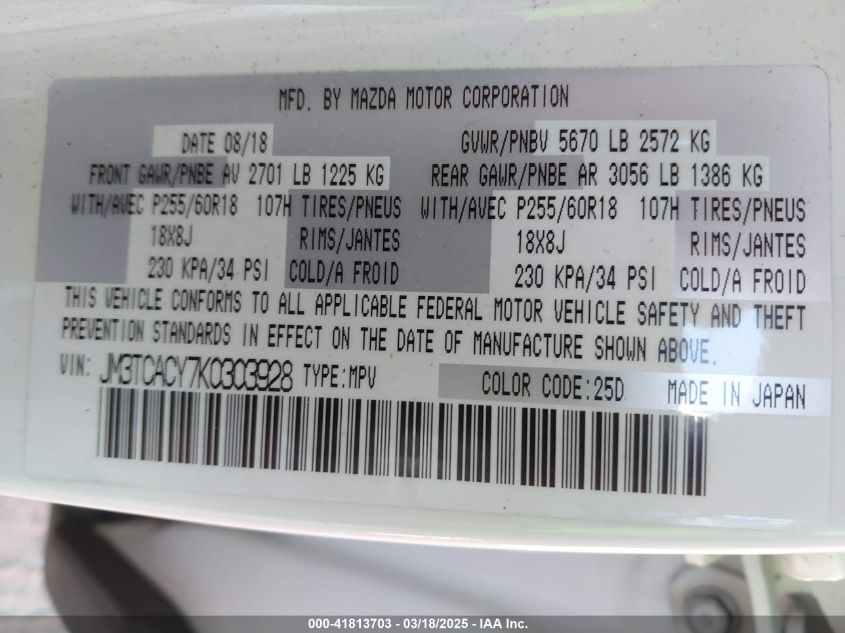 MFD. BY MAZDA MOTOR CORPORATION
DATE 08/18 GVWR/PNBV 5670 LB 2572 KG
FRONT GAWR/PNBE AV 2701 LB 1225 KG REAR GAWR/PNBE AR 3056 LB 1386 KG
WITH/AVEC P255/60R18 107H TIRES/PNEUS WITH/AVEC P255/60R18 107H TIRES/PNEUS
18X8J RIMS/JANTES 18X8J RIMS/JANTES
230 KPA/34 PSI COLD/A FROID 230 KPA/34 PSI COLD/A FROID
THIS VEHICLE CONFORMS TO ALL APPLICABLE FEDERAL MOTOR VEHICLE SAFETY AND THEFT
PREVENTION STANDARDS IN EFFECT ON THE DATE OF MANUFACTURE SHOWN ABOVE.
VIN: JM3TCACY7K0303928 TYPE:MPV COLOR CODE:25D MADE IN JAPAN
000-41813703 - 03/18/2025 - IAA Inc.